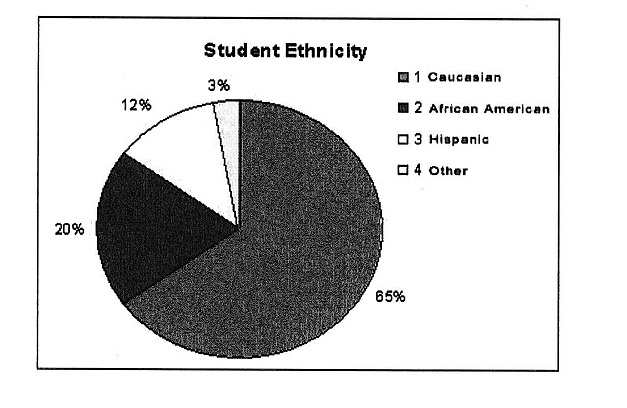 Student Ethnicity
1 Caucasian
2 African American
3 Hispanic
4 Other
3%
12%
20%
65%